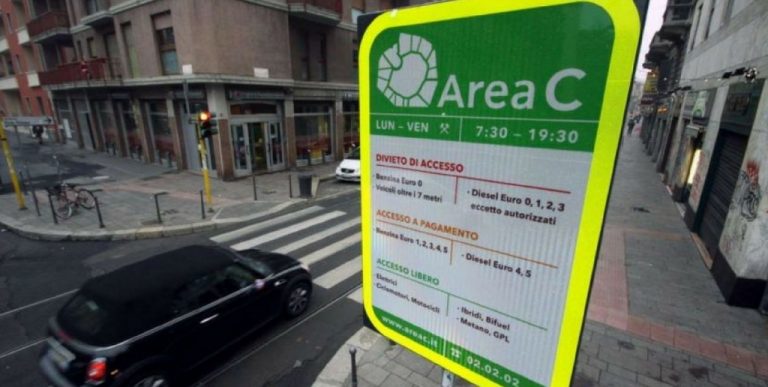 Area C
LUN – VEN 7:30 – 19:30
DIVIETO DI ACCESSO
· Benzina Euro 0
· Veicoli oltre i 7 metri
· Diesel Euro 0, 1, 2, 3
eccetto autorizzati
ACCESSO A PAGAMENTO
· Benzina Euro 1, 2, 3, 4, 5
· Diesel Euro 4, 5
ACCESSO LIBERO
· Elettrici
· Ciclomotori, Motocicli
· Ibridi, Bifuel
· Metano, GPL
www.areac.it
☎ 02.02.02